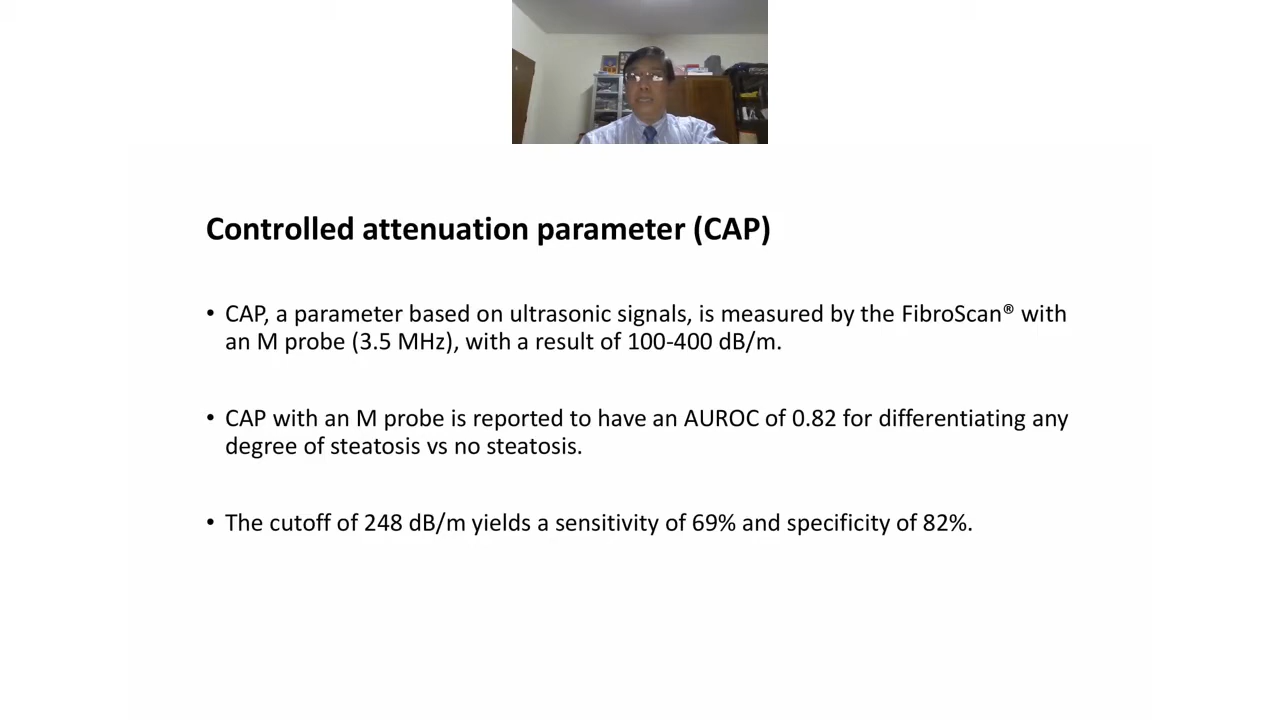 Controlled attenuation parameter (CAP)
• CAP, a parameter based on ultrasonic signals, is measured by the FibroScan® with
an M probe (3.5 MHz), with a result of 100-400 dB/m.
• CAP with an M probe is reported to have an AUROC of 0.82 for differentiating any
degree of steatosis vs no steatosis.
• The cutoff of 248 dB/m yields a sensitivity of 69% and specificity of 82%.